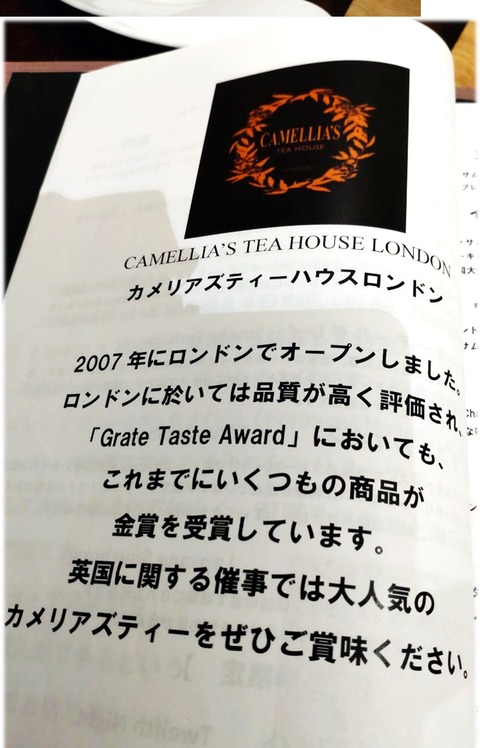 CAMELLIA'S
TEA HOUSE
CAMELLIA'S TEA HOUSE LONDON
カメリアズティーハウスロンドン
2007年にロンドンでオープンしました。
ロンドンに於いては品質が高く評価され、
「Grate Taste Award」においても、
これまでにいくつもの商品が
金賞を受賞しています。
英国に関する催事では大人気の
カメリアズティーをぜひご賞味ください。